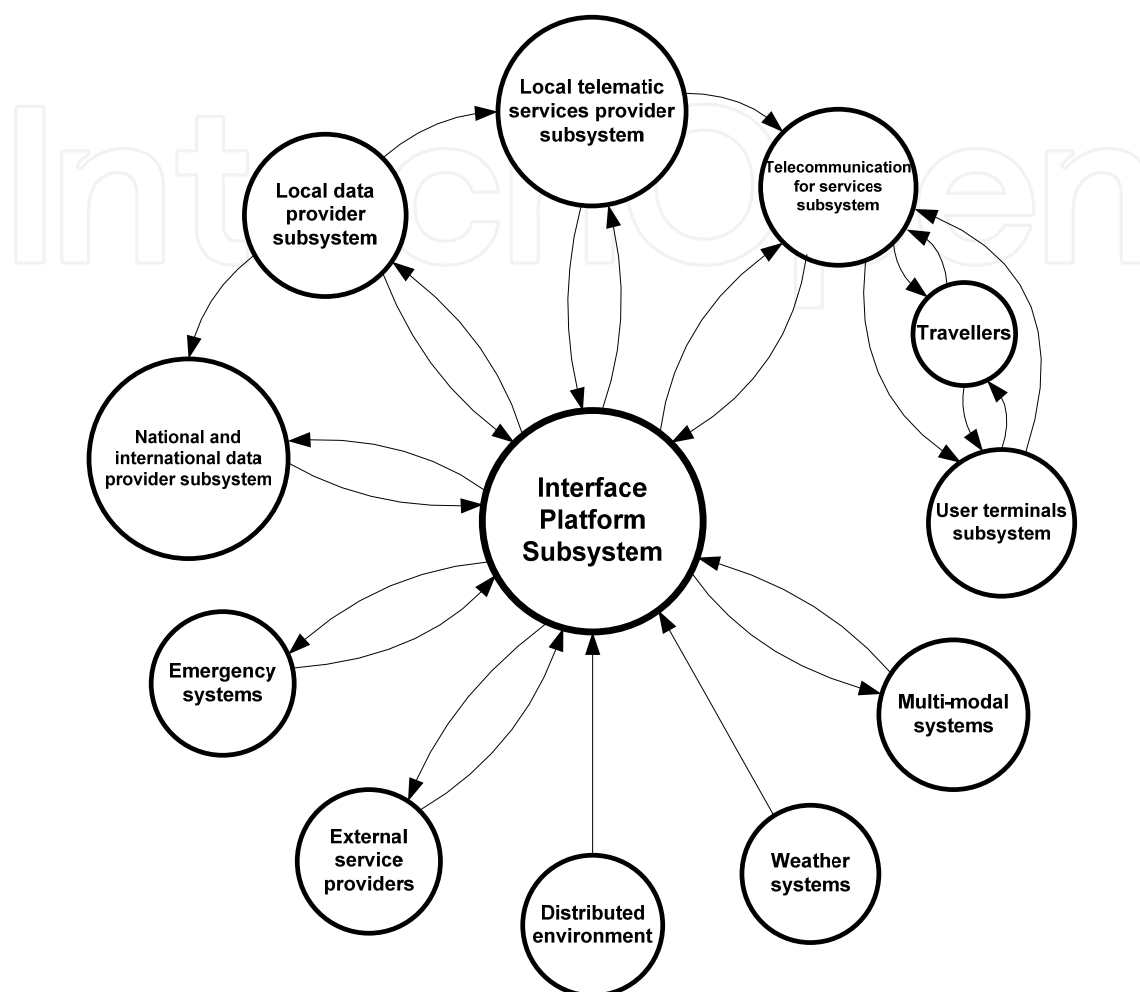 IntechOpen
Local telematic
services provider
subsystem
Telecommunication
for services
subsystem
Local data
provider
subsystem
Travellers
National and
international data
provider subsystem
Interface
Platform
Subsystem
User terminals
subsystem
Emergency
systems
Multi-modal
systems
External
service
providers
Weather
systems
Distributed
environment